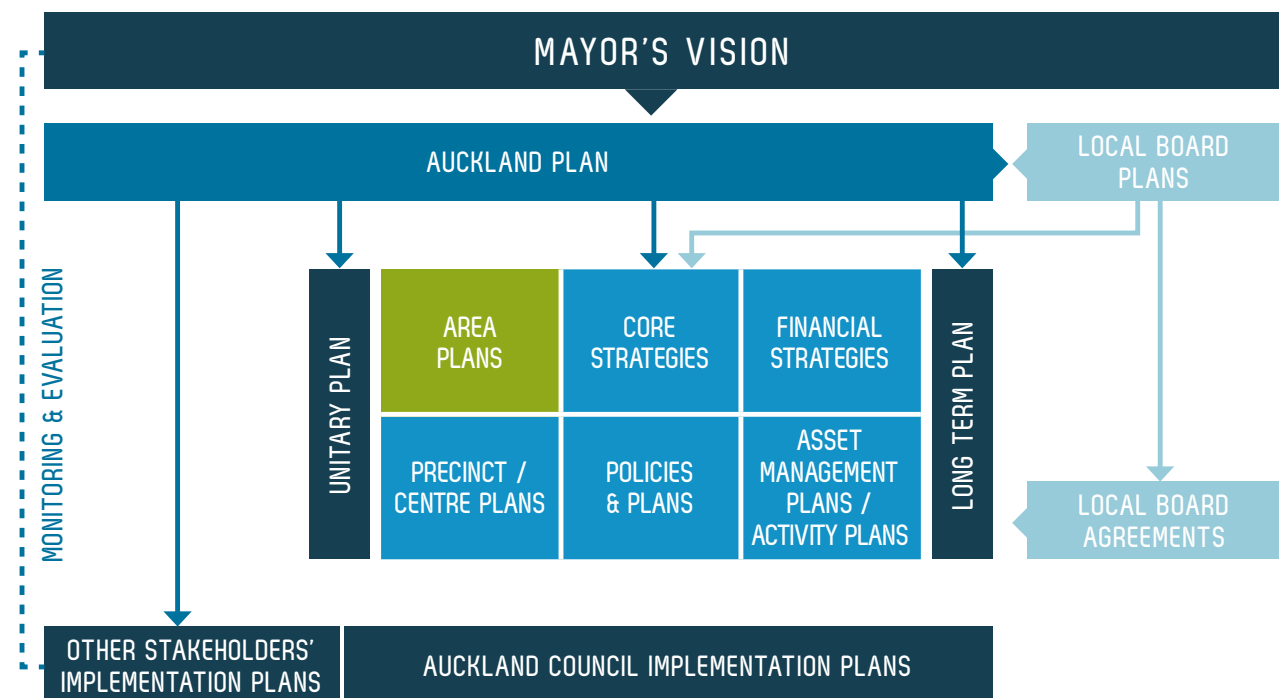 MAYOR'S VISION
AUCKLAND PLAN
LOCAL BOARD
PLANS
MONITORING & EVALUATION
UNITARY PLAN
AREA
PLANS
CORE
STRATEGIES
FINANCIAL
STRATEGIES
PRECINCT /
CENTRE PLANS
POLICIES
& PLANS
ASSET
MANAGEMENT
PLANS /
ACTIVITY PLANS
LONG TERM PLAN
LOCAL BOARD
AGREEMENTS
OTHER STAKEHOLDERS'
IMPLEMENTATION PLANS
AUCKLAND COUNCIL IMPLEMENTATION PLANS